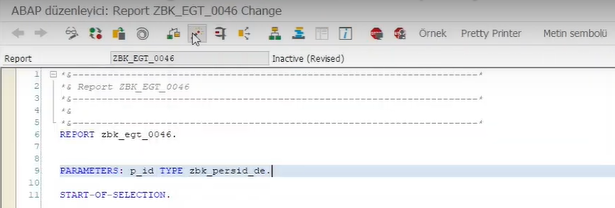 ABAP düzenleyici: Report ZBK_EGT_0046 Change
Örnek Pretty Printer Metin sembolü
Report ZBK_EGT_0046 Inactive (Revised)
1 *&---------------------------------------------------------------------*
2 *& Report ZBK_EGT_0046
3 *&---------------------------------------------------------------------*
4 *&
5 *&---------------------------------------------------------------------*
6 REPORT zbk_egt_0046.
7
8
9 PARAMETERS: p_id TYPE zbk_persid_de.
10
11 START-OF-SELECTION.